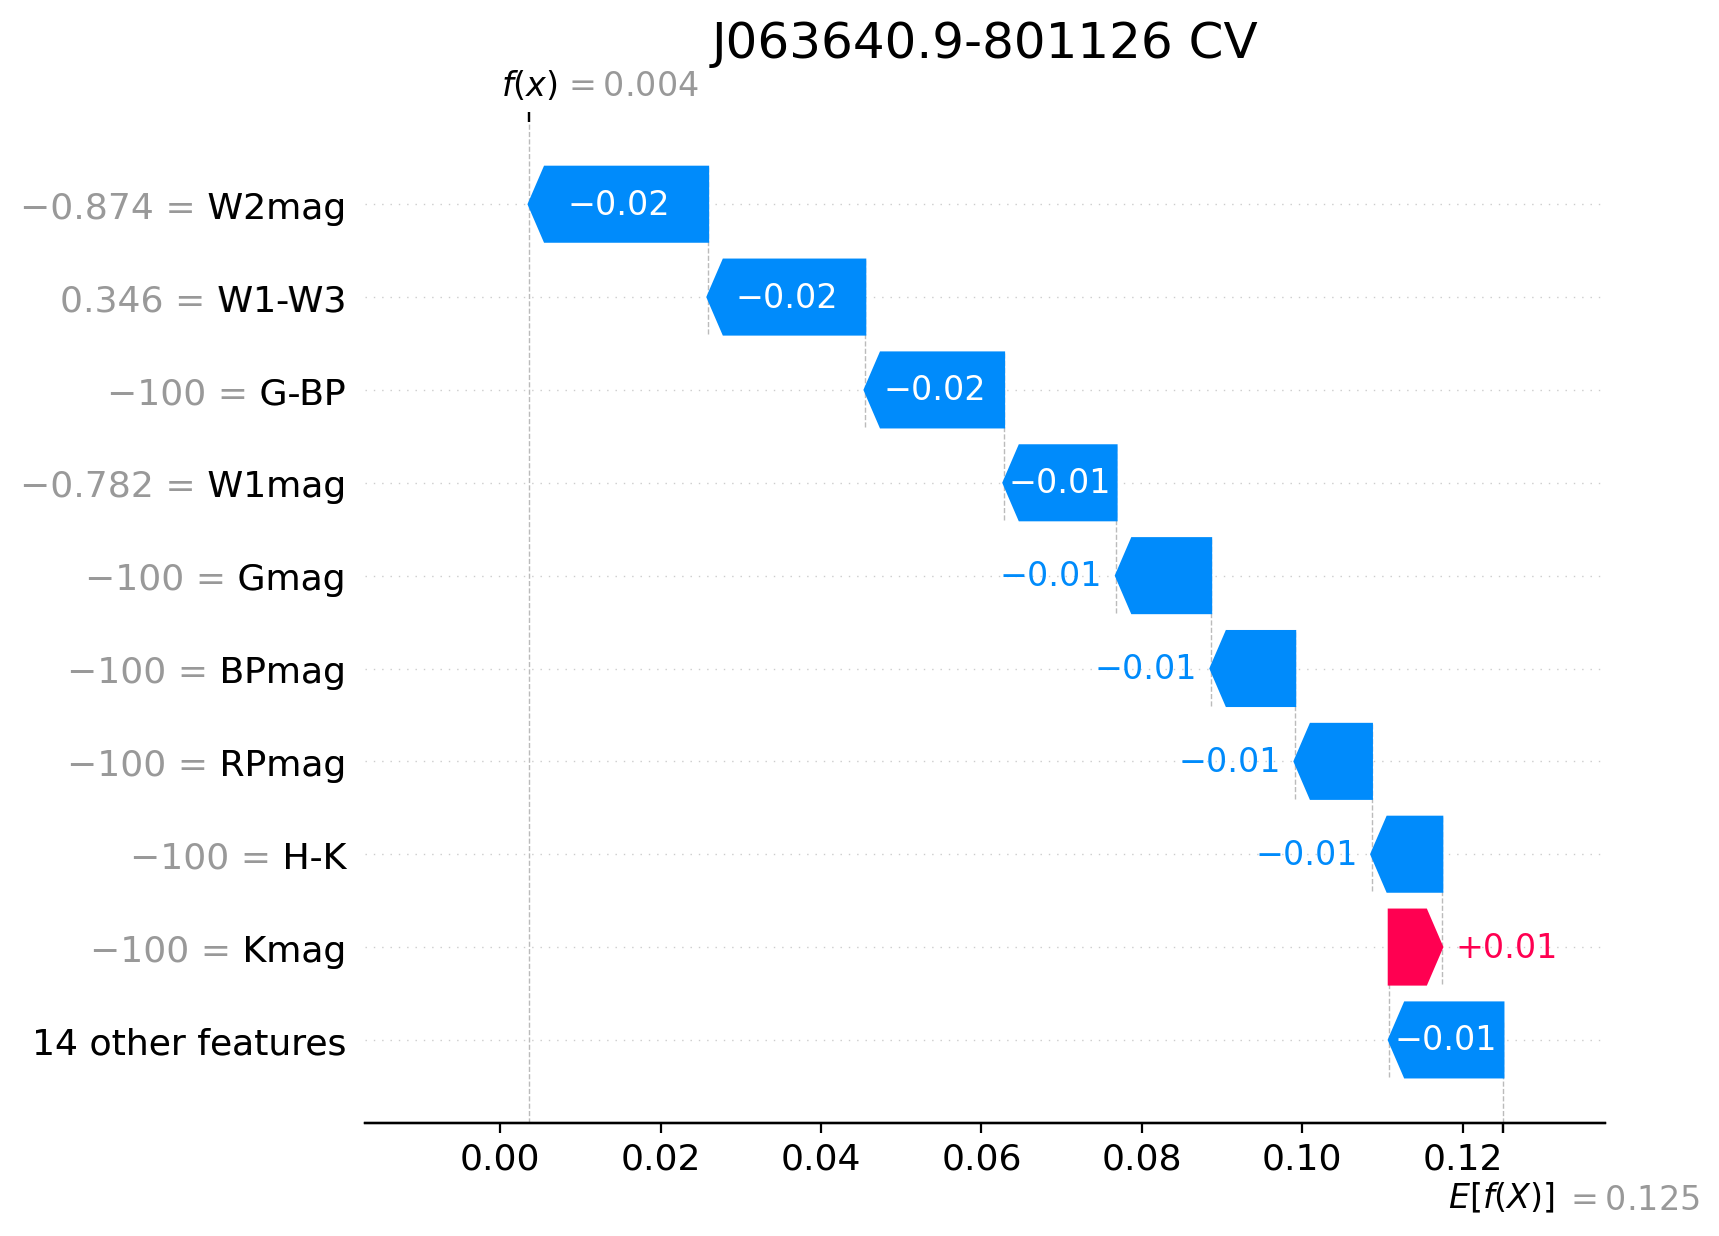 J063640.9-801126 CV
f(x) = 0.004
−0.874 = W2mag −0.02
0.346 = W1-W3 −0.02
−100 = G-BP −0.02
−0.782 = W1mag −0.01
−100 = Gmag −0.01
−100 = BPmag −0.01
−100 = RPmag −0.01
−100 = H-K −0.01
−100 = Kmag +0.01
14 other features −0.01
0.00 0.02 0.04 0.06 0.08 0.10 0.12
E[f(X)] = 0.125